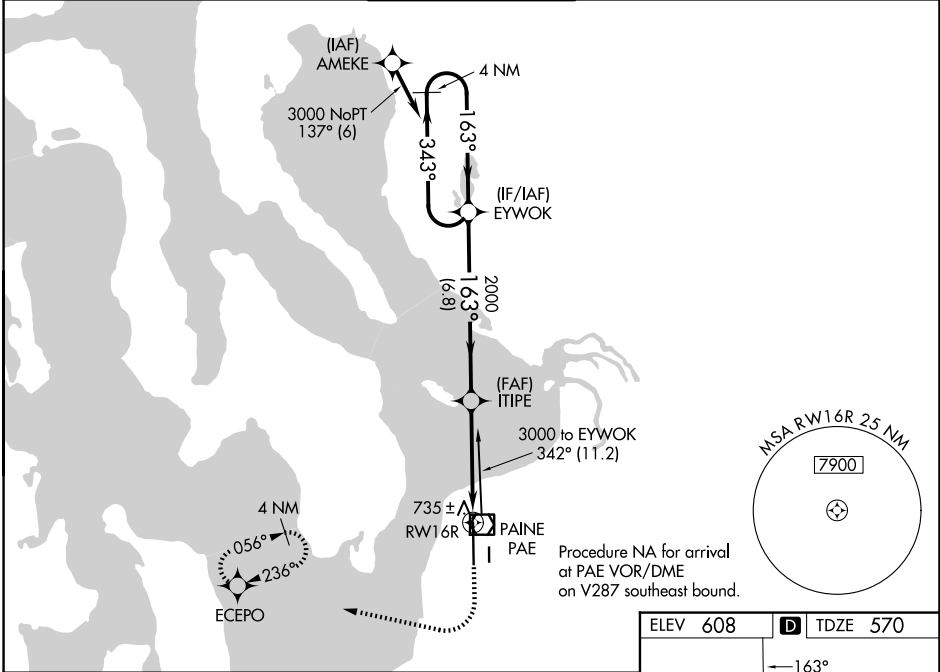 (IAF)
AMEKE
4 NM
3000 NoPT
137° (6)
163°
343°
(IF/IAF)
EYWOK
2000
163°
(6.8)
(FAF)
ITIPE
3000 to EYWOK
342° (11.2)
MSA RW16R 25 NM
7900
735 ±
RW16R
PAINE
PAE
4 NM
056°
236°
ECEPO
Procedure NA for arrival
at PAE VOR/DME
on V287 southeast bound.
ELEV 608
D
TDZE 570
163°